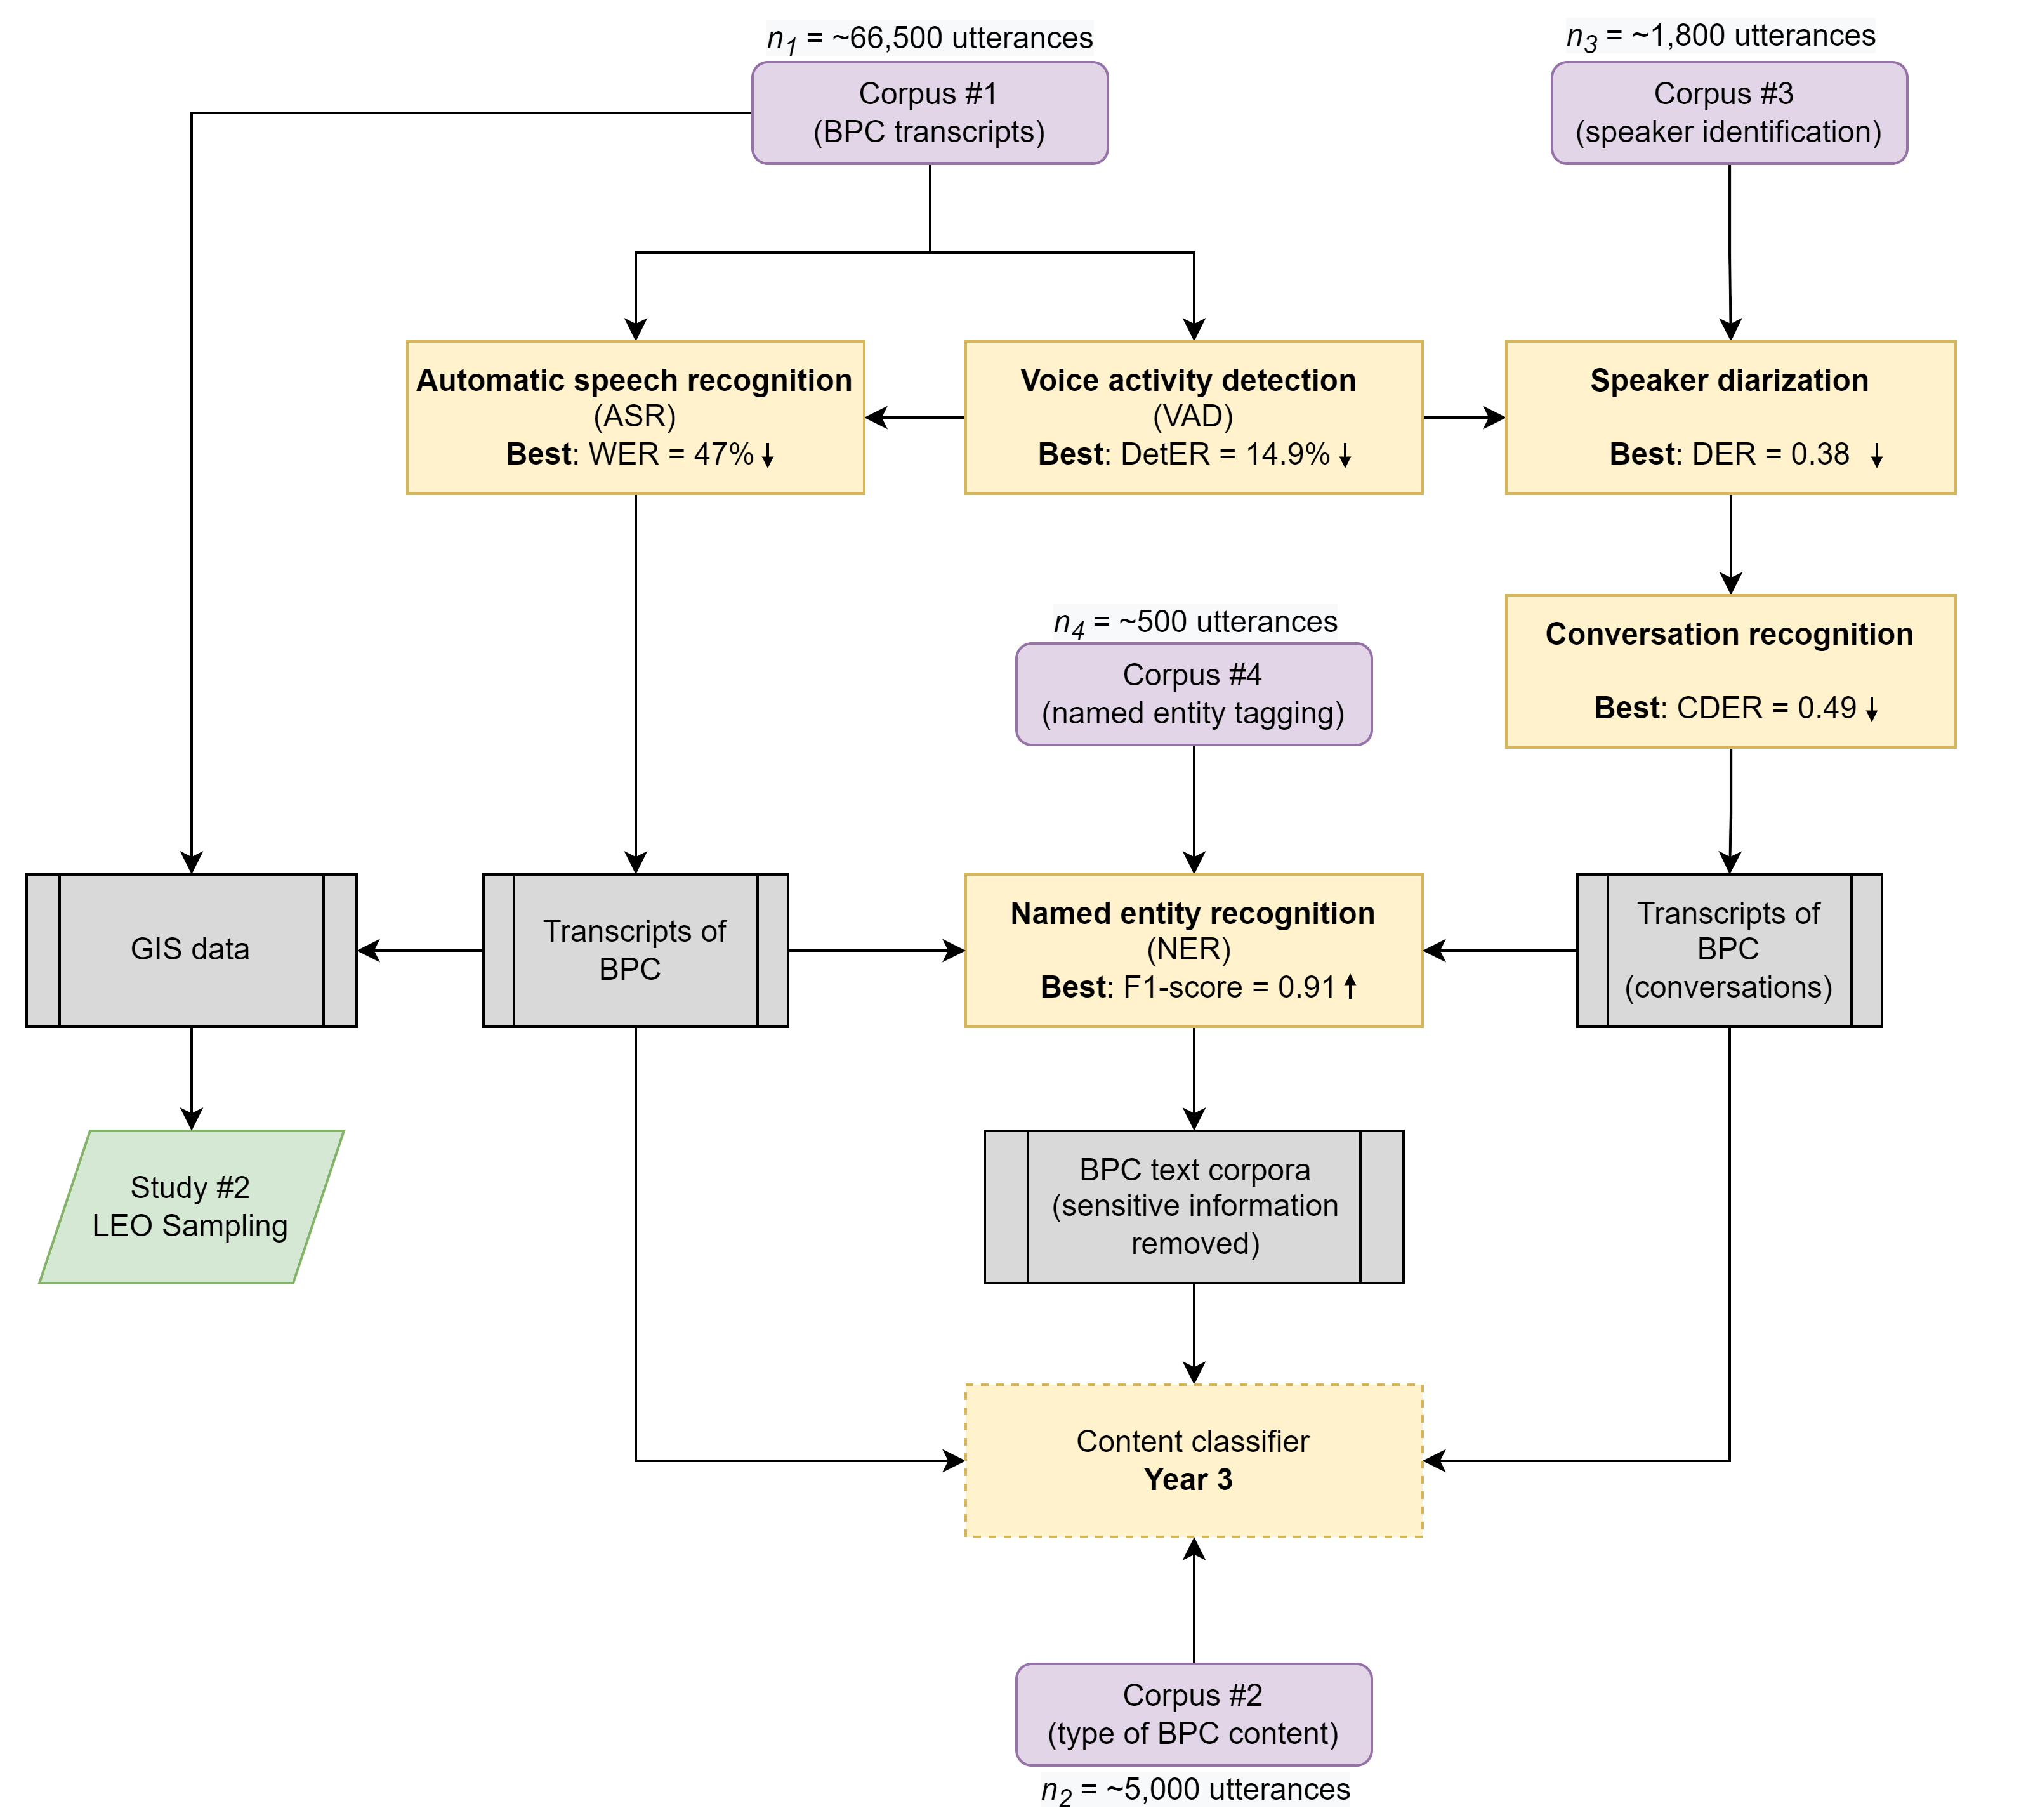 n1 = ~66,500 utterances
Corpus #1
(BPC transcripts)
n3 = ~1,800 utterances
Corpus #3
(speaker identification)
Automatic speech recognition
(ASR)
Best: WER = 47% ↓
Voice activity detection
(VAD)
Best: DetER = 14.9% ↓
Speaker diarization
Best: DER = 0.38 ↓
Conversation recognition
Best: CDER = 0.49 ↓
n4 = ~500 utterances
Corpus #4
(named entity tagging)
GIS data
Transcripts of
BPC
Named entity recognition
(NER)
Best: F1-score = 0.91 ↑
Transcripts of
BPC
(conversations)
Study #2
LEO Sampling
BPC text corpora
(sensitive information
removed)
Content classifier
Year 3
Corpus #2
(type of BPC content)
n2 = ~5,000 utterances